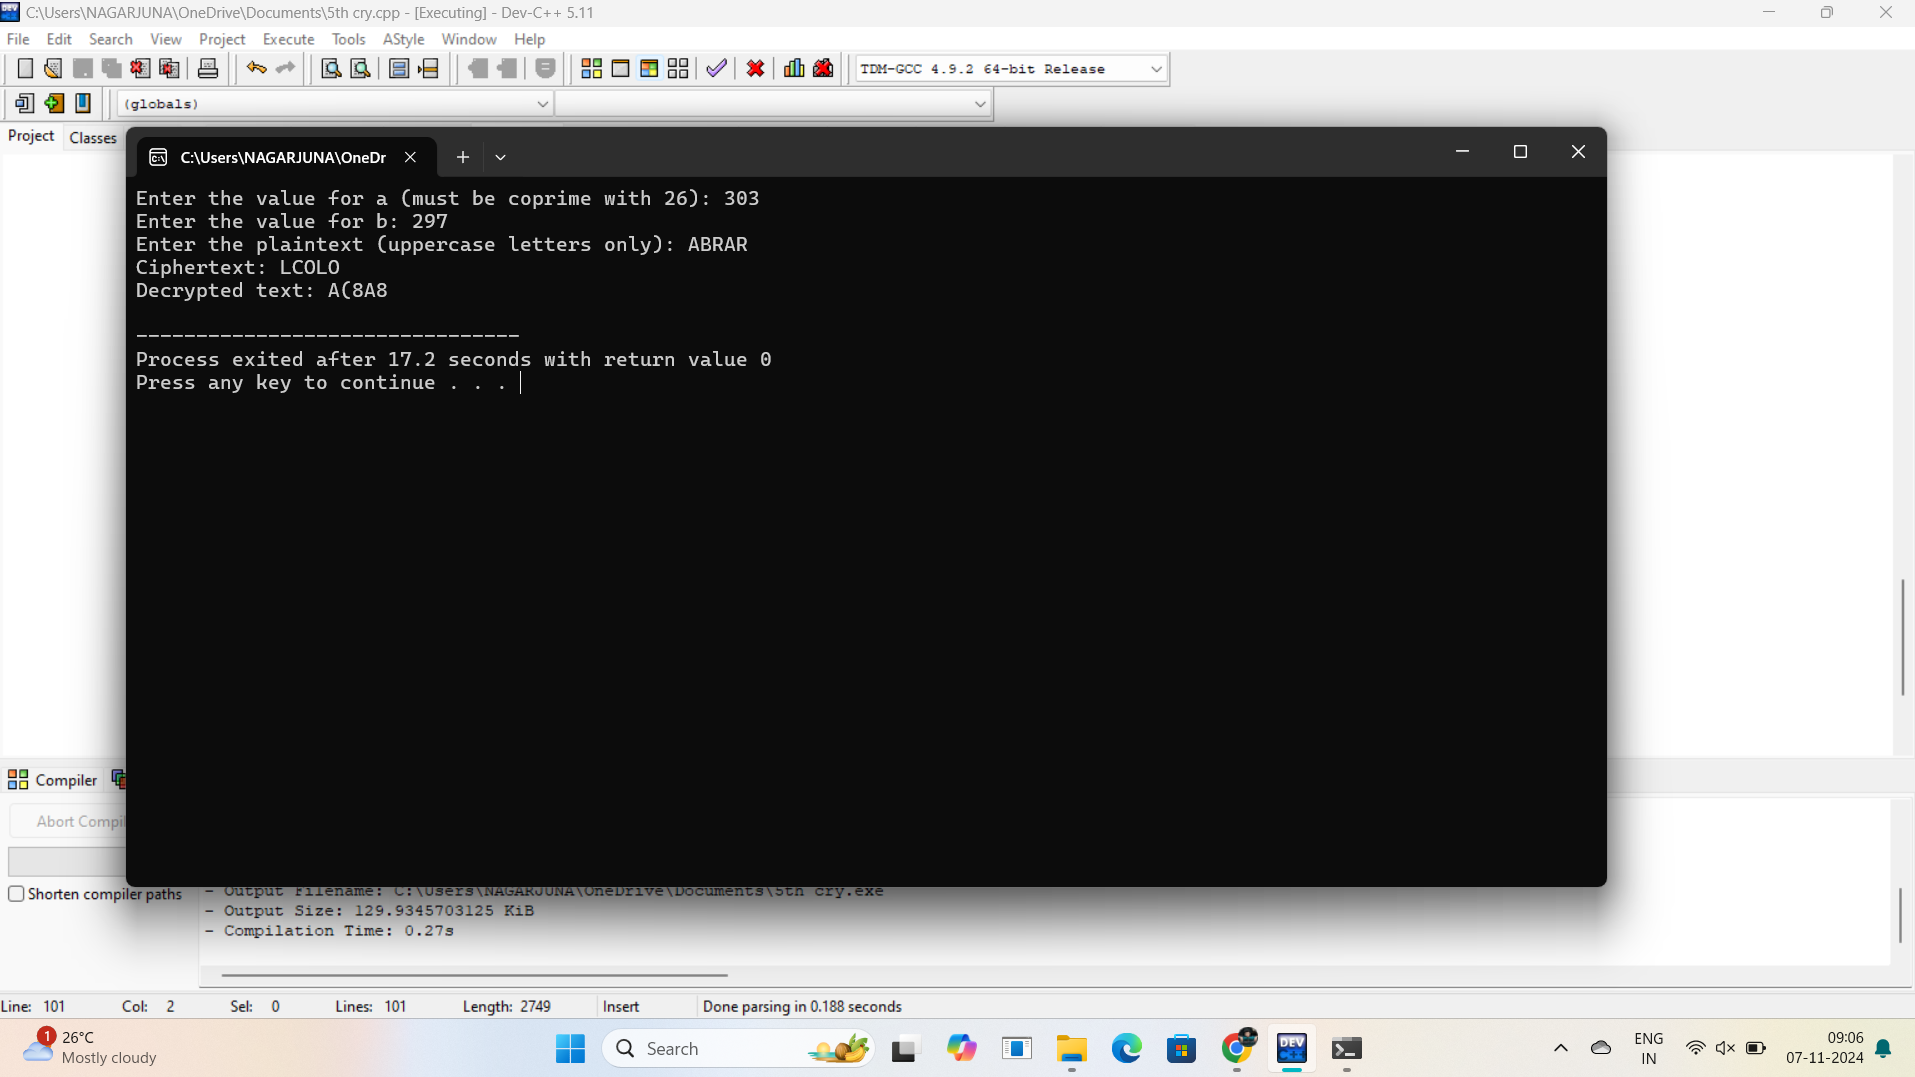 C:\Users\NAGARJUNA\OneDrive\Documents\5th cry.cpp - [Executing] - Dev-C++ 5.11
File Edit Search View Project Execute Tools AStyle Window Help
TDM-GCC 4.9.2 64-bit Release
(globals)
Project Classes
C:\Users\NAGARJUNA\OneDr
Enter the value for a (must be coprime with 26): 303
Enter the value for b: 297
Enter the plaintext (uppercase letters only): ABRAR
Ciphertext: LCOLO
Decrypted text: A(8A8
--------------------------------
Process exited after 17.2 seconds with return value 0
Press any key to continue . . .
Compiler
Abort Compil
Shorten compiler paths
- Output Filename: C:\Users\NAGARJUNA\OneDrive\Documents\5th cry.exe
- Output Size: 129.9345703125 KiB
- Compilation Time: 0.27s
Line: 101 Col: 2 Sel: 0 Lines: 101 Length: 2749 Insert Done parsing in 0.188 seconds
1
26°C
Mostly cloudy
Search
DEV
C++
ENG
IN
09:06
07-11-2024